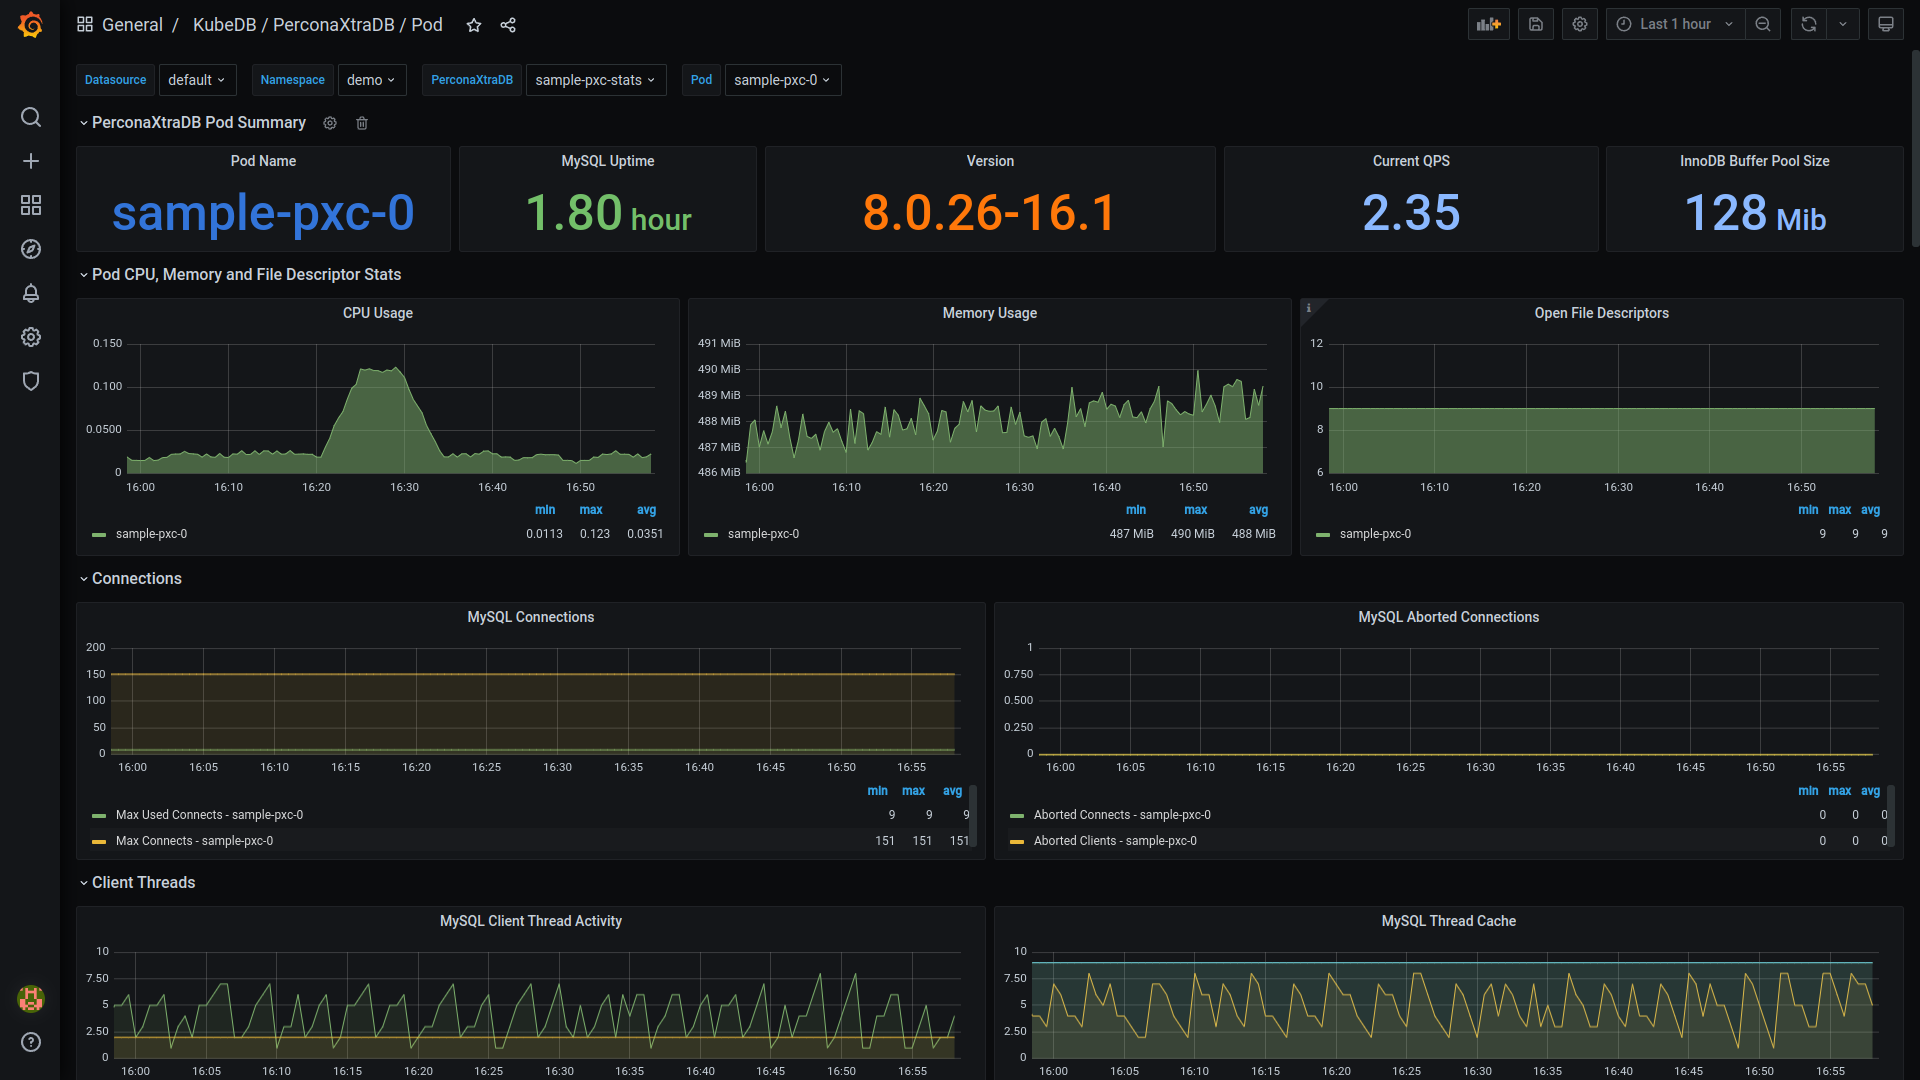 General / KubeDB / PerconaXtraDB / Pod
Last 1 hour
Datasource default Namespace demo PerconaXtraDB sample-pxc-stats Pod sample-pxc-0
PerconaXtraDB Pod Summary
Pod Name MySQL Uptime Version Current QPS InnoDB Buffer Pool Size
sample-pxc-0 1.80 hour 8.0.26-16.1 2.35 128 Mib
Pod CPU, Memory and File Descriptor Stats
CPU Usage
0.150
0.100
0.0500
0
16:00 16:10 16:20 16:30 16:40 16:50
min max avg
sample-pxc-0 0.0113 0.123 0.0351
Memory Usage
491 MiB
490 MiB
489 MiB
488 MiB
487 MiB
486 MiB
16:00 16:10 16:20 16:30 16:40 16:50
min max avg
sample-pxc-0 487 MiB 490 MiB 488 MiB
i
Open File Descriptors
12
10
8
6
16:00 16:10 16:20 16:30 16:40 16:50
min max avg
sample-pxc-0 9 9 9
Connections
MySQL Connections
200
150
100
50
0
16:00 16:05 16:10 16:15 16:20 16:25 16:30 16:35 16:40 16:45 16:50 16:55
min max avg
Max Used Connects - sample-pxc-0 9 9 9
Max Connects - sample-pxc-0 151 151 151
MySQL Aborted Connections
1
0.750
0.500
0.250
0
16:00 16:05 16:10 16:15 16:20 16:25 16:30 16:35 16:40 16:45 16:50 16:55
min max avg
Aborted Connects - sample-pxc-0 0 0 0
Aborted Clients - sample-pxc-0 0 0 0
Client Threads
MySQL Client Thread Activity
10
7.50
5
2.50
0
16:00 16:05 16:10 16:15 16:20 16:25 16:30 16:35 16:40 16:45 16:50 16:55
MySQL Thread Cache
10
7.50
5
2.50
0
16:00 16:05 16:10 16:15 16:20 16:25 16:30 16:35 16:40 16:45 16:50 16:55